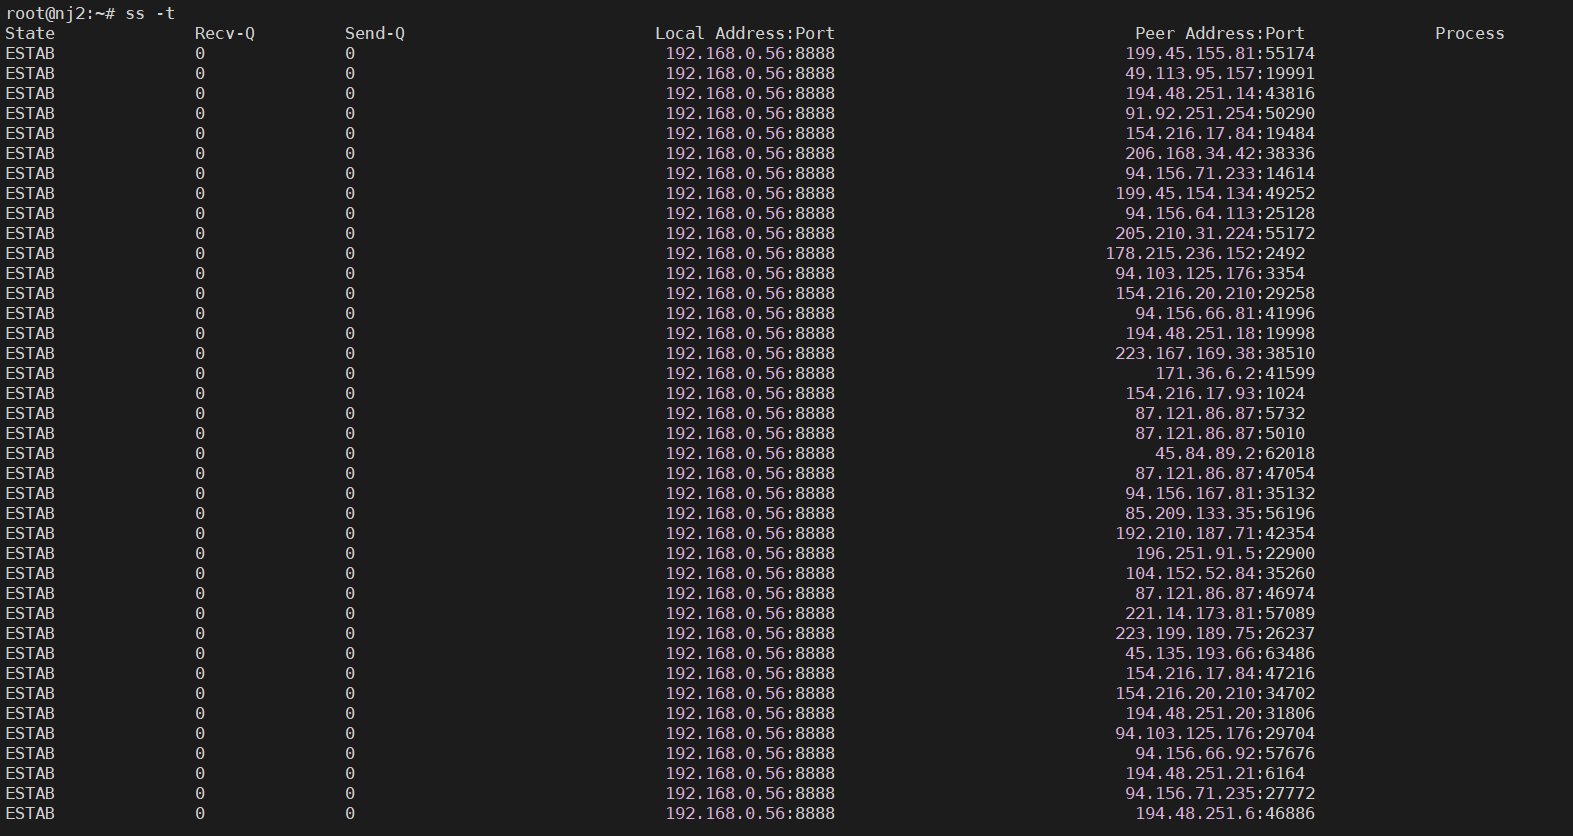 root@nj2:~# ss -t
State Recv-Q Send-Q Local Address:Port Peer Address:Port Process
ESTAB 0 0 192.168.0.56:8888 199.45.155.81:55174
ESTAB 0 0 192.168.0.56:8888 49.113.95.157:19991
ESTAB 0 0 192.168.0.56:8888 194.48.251.14:43816
ESTAB 0 0 192.168.0.56:8888 91.92.251.254:50290
ESTAB 0 0 192.168.0.56:8888 154.216.17.84:19484
ESTAB 0 0 192.168.0.56:8888 206.168.34.42:38336
ESTAB 0 0 192.168.0.56:8888 94.156.71.233:14614
ESTAB 0 0 192.168.0.56:8888 199.45.154.134:49252
ESTAB 0 0 192.168.0.56:8888 94.156.64.113:25128
ESTAB 0 0 192.168.0.56:8888 205.210.31.224:55172
ESTAB 0 0 192.168.0.56:8888 178.215.236.152:2492
ESTAB 0 0 192.168.0.56:8888 94.103.125.176:3354
ESTAB 0 0 192.168.0.56:8888 154.216.20.210:29258
ESTAB 0 0 192.168.0.56:8888 94.156.66.81:41996
ESTAB 0 0 192.168.0.56:8888 194.48.251.18:19998
ESTAB 0 0 192.168.0.56:8888 223.167.169.38:38510
ESTAB 0 0 192.168.0.56:8888 171.36.6.2:41599
ESTAB 0 0 192.168.0.56:8888 154.216.17.93:1024
ESTAB 0 0 192.168.0.56:8888 87.121.86.87:5732
ESTAB 0 0 192.168.0.56:8888 87.121.86.87:5010
ESTAB 0 0 192.168.0.56:8888 45.84.89.2:62018
ESTAB 0 0 192.168.0.56:8888 87.121.86.87:47054
ESTAB 0 0 192.168.0.56:8888 94.156.167.81:35132
ESTAB 0 0 192.168.0.56:8888 85.209.133.35:56196
ESTAB 0 0 192.168.0.56:8888 192.210.187.71:42354
ESTAB 0 0 192.168.0.56:8888 196.251.91.5:22900
ESTAB 0 0 192.168.0.56:8888 104.152.52.84:35260
ESTAB 0 0 192.168.0.56:8888 87.121.86.87:46974
ESTAB 0 0 192.168.0.56:8888 221.14.173.81:57089
ESTAB 0 0 192.168.0.56:8888 223.199.189.75:26237
ESTAB 0 0 192.168.0.56:8888 45.135.193.66:63486
ESTAB 0 0 192.168.0.56:8888 154.216.17.84:47216
ESTAB 0 0 192.168.0.56:8888 154.216.20.210:34702
ESTAB 0 0 192.168.0.56:8888 194.48.251.20:31806
ESTAB 0 0 192.168.0.56:8888 94.103.125.176:29704
ESTAB 0 0 192.168.0.56:8888 94.156.66.92:57676
ESTAB 0 0 192.168.0.56:8888 194.48.251.21:6164
ESTAB 0 0 192.168.0.56:8888 94.156.71.235:27772
ESTAB 0 0 192.168.0.56:8888 194.48.251.6:46886